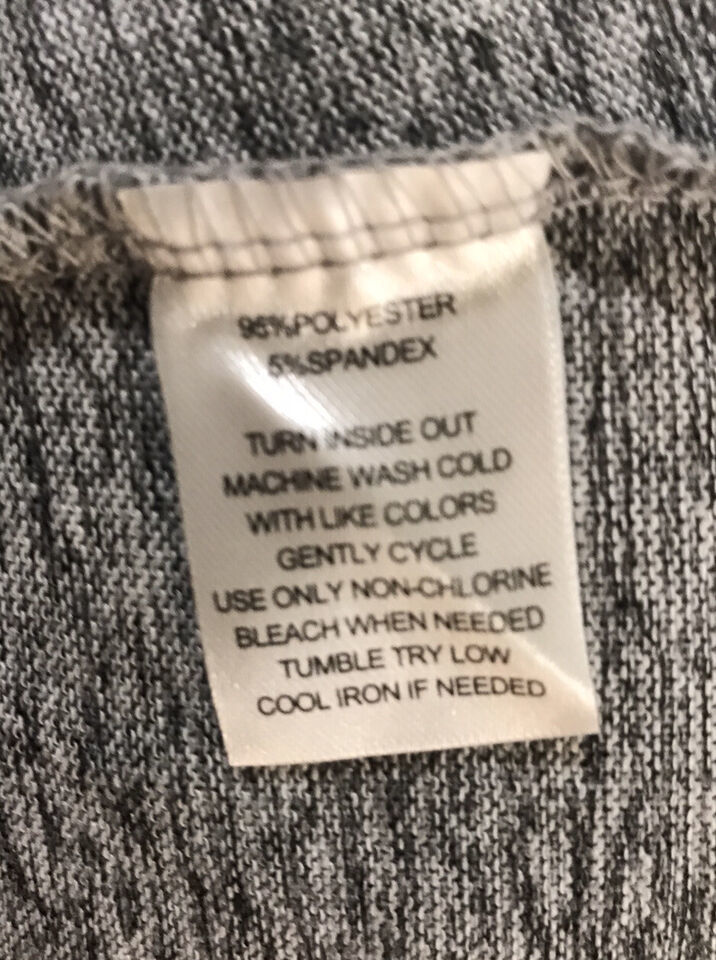 95%POLYESTER
5%SPANDEX
TURN INSIDE OUT
MACHINE WASH COLD
WITH LIKE COLORS
GENTLY CYCLE
USE ONLY NON-CHLORINE
BLEACH WHEN NEEDED
TUMBLE TRY LOW
COOL IRON IF NEEDED